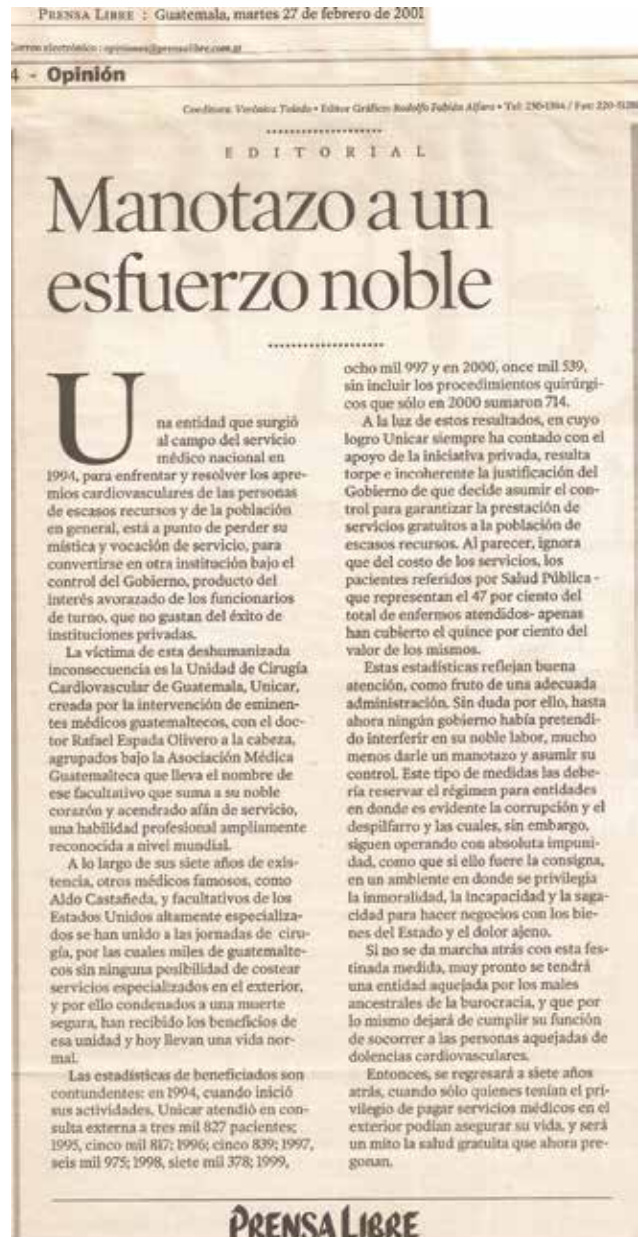 PRENSA LIBRE : Guatemala, martes 27 de febrero de 2001
Correo electrónico : opiniones@prensalibre.com.gt
4 - Opinión
Coeditora: Verónica Toledo • Editor Gráfico: Rodolfo Fabián Alfaro • Tel: 230-1384 / Fax:
EDITORIAL
Manotazo a un
esfuerzo noble
Una entidad que surgió
al campo del servicio
médico nacional en
1994, para enfrentar y resolver los apre-
mios cardiovasculares de las personas
de escasos recursos y de la población
en general, está a punto de perder su
mística y vocación de servicio, para
convertirse en otra institución bajo el
control del Gobierno, producto del
interés avorazado de los funcionarios
de turno, que no gustan del éxito de
instituciones privadas.
La víctima de esta deshumanizada
inconsecuencia es la Unidad de Cirugía
Cardiovascular de Guatemala, Unicar,
creada por la intervención de eminen-
tes médicos guatemaltecos, con el doc-
tor Rafael Espada Olivero a la cabeza,
agrupados bajo la Asociación Médica
Guatemalteca que lleva el nombre de
ese facultativo que suma a su noble
corazón y acendrado afán de servicio,
una habilidad profesional ampliamente
reconocida a nivel mundial.
A lo largo de sus siete años de exis-
tencia, otros médicos famosos, como
Aldo Castañeda, y facultativos de los
Estados Unidos altamente especializa-
dos se han unido a las jornadas de ciru-
gía, por las cuales miles de guatemalte-
cos sin ninguna posibilidad de costear
servicios especializados en el exterior,
y por ello condenados a una muerte
segura, han recibido los beneficios de
esa unidad y hoy llevan una vida nor-
mal.
Las estadísticas de beneficiados son
contundentes: en 1994, cuando inició
sus actividades, Unicar atendió en con-
sulta externa a tres mil 827 pacientes;
1995, cinco mil 817; 1996; cinco 839; 1997,
seis mil 975; 1998, siete mil 378; 1999,
ocho mil 997 y en 2000, once mil 539,
sin incluir los procedimientos quirúrgi-
cos que sólo en 2000 sumaron 714.
A la luz de estos resultados, en cuyo
logro Unicar siempre ha contado con el
apoyo de la iniciativa privada, resulta
torpe e incoherente la justificación del
Gobierno de que decide asumir el con-
trol para garantizar la prestación de
servicios gratuitos a la población de
escasos recursos. Al parecer, ignora
que del costo de los servicios, los
pacientes referidos por Salud Pública -
que representan el 47 por ciento del
total de enfermos atendidos- apenas
han cubierto el quince por ciento del
valor de los mismos.
Estas estadísticas reflejan buena
atención, como fruto de una adecuada
administración. Sin duda por ello, hasta
ahora ningún gobierno había pretendi-
do interferir en su noble labor, mucho
menos darle un manotazo y asumir su
control. Este tipo de medidas las debe-
ría reservar el régimen para entidades
en donde es evidente la corrupción y el
despilfarro y las cuales, sin embargo,
siguen operando con absoluta impuni-
dad, como que si ello fuere la consigna,
en un ambiente en donde se privilegia
la inmoralidad, la incapacidad y la saga-
cidad para hacer negocios con los bie-
nes del Estado y el dolor ajeno.
Si no se da marcha atrás con esta fes-
tinada medida, muy pronto se tendrá
una entidad aquejada por los males
ancestrales de la burocracia, y que por
lo mismo dejará de cumplir su función
de socorrer a las personas aquejadas de
dolencias cardiovasculares.
Entonces, se regresará a siete años
atrás, cuando sólo quienes tenían el pri-
vilegio de pagar servicios médicos en el
exterior podían asegurar su vida, y será
un mito la salud gratuita que ahora pre-
gonan.
PRENSA LIBRE